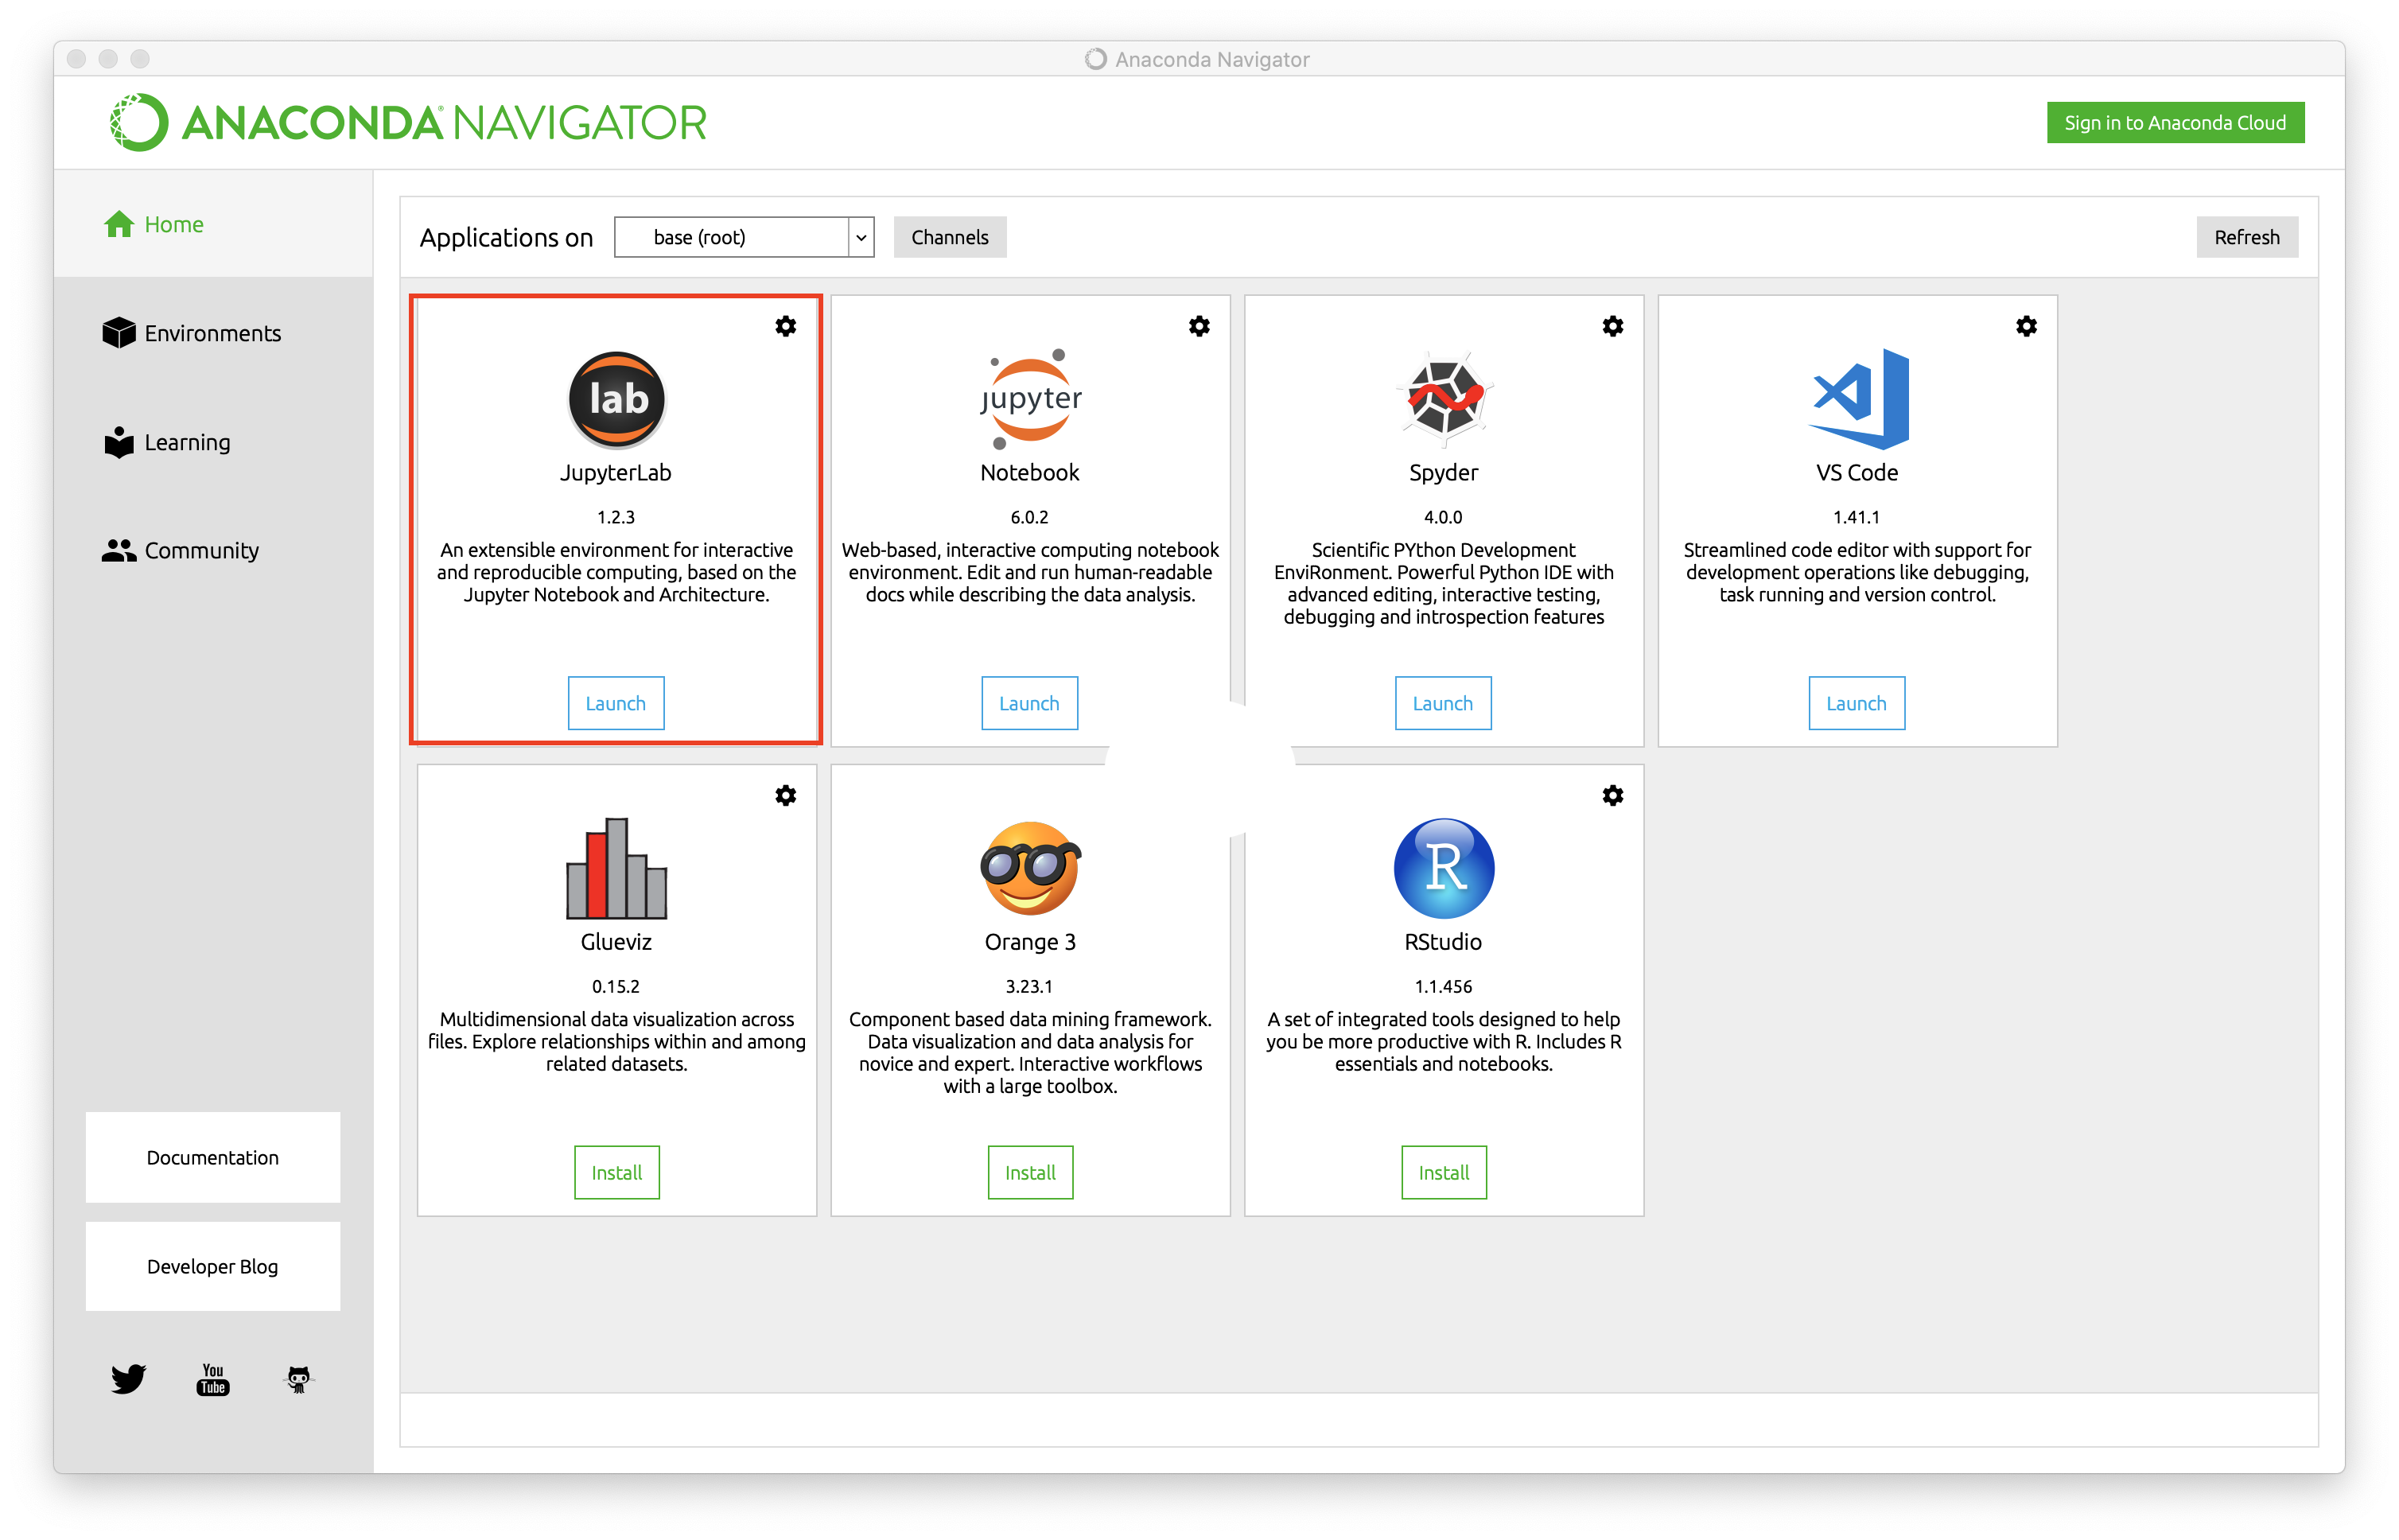 Anaconda Navigator
ANACONDA® NAVIGATOR
Sign in to Anaconda Cloud
Home
Environments
Learning
Community
Documentation
Developer Blog
You
Tube
Applications on
base (root)
Channels
Refresh
lab
JupyterLab
1.2.3
An extensible environment for interactive
and reproducible computing, based on the
Jupyter Notebook and Architecture.
Launch
jupyter
Notebook
6.0.2
Web-based, interactive computing notebook
environment. Edit and run human-readable
docs while describing the data analysis.
Launch
Spyder
4.0.0
Scientific PYthon Development
EnviRonment. Powerful Python IDE with
advanced editing, interactive testing,
debugging and introspection features
Launch
VS Code
1.41.1
Streamlined code editor with support for
development operations like debugging,
task running and version control.
Launch
Glueviz
0.15.2
Multidimensional data visualization across
files. Explore relationships within and among
related datasets.
Install
Orange 3
3.23.1
Component based data mining framework.
Data visualization and data analysis for
novice and expert. Interactive workflows
with a large toolbox.
Install
R
RStudio
1.1.456
A set of integrated tools designed to help
you be more productive with R. Includes R
essentials and notebooks.
Install